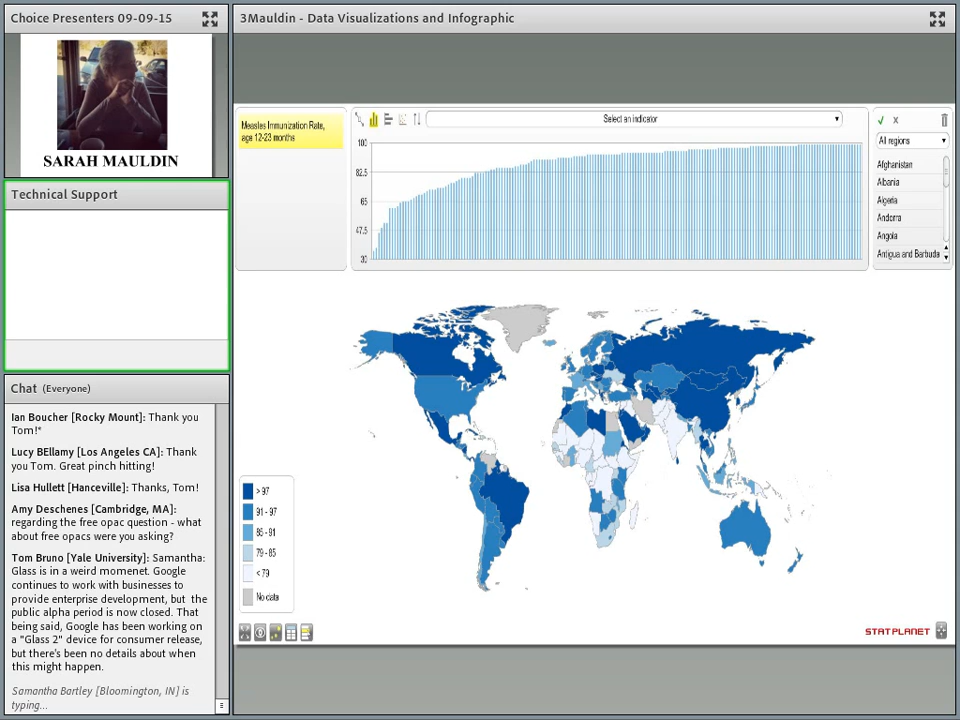 Choice Presenters 09-09-15
SARAH MAULDIN
Technical Support
Chat (Everyone)
Ian Boucher [Rocky Mount]: Thank you
Tom!*
Lucy BEllamy [Los Angeles CA]: Thank
you Tom. Great pinch hitting!
Lisa Hullett [Hanceville]: Thanks, Tom!
Amy Deschenes [Cambridge, MA]:
regarding the free opac question - what
about free opacs were you asking?
Tom Bruno [Yale University]: Samantha:
Glass is in a weird momenet. Google
continues to work with businesses to
provide enterprise development, but the
public alpha period is now closed. That
being said, Google has been working on
a "Glass 2" device for consumer release,
but there's been no details about when
this might happen.
Samantha Bartley [Bloomington, IN] is
typing...
3Mauldin - Data Visualizations and Infographic
Measles Immunization Rate,
age 12-23 months
Select an indicator
100
82.5
65
47.5
30
All regions
Afghanistan
Albania
Algeria
Andorra
Angola
Antigua and Barbuda
> 97
91 - 97
85 - 91
79 - 85
< 79
No data
STATPLANET